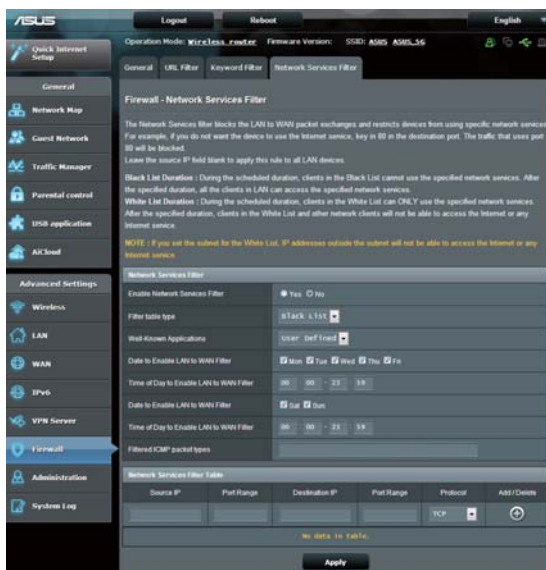 ASUS
Logout
Reboot
English
Quick Internet
Setup
Operation Mode: Wireless router Firmware Version: SSID: ASUS ASUS_5G
General
URL Filter
Keyword Filter
Network Services Filter
General
Network Map
Guest Network
Traffic Manager
Parental control
USB application
AiCloud
Advanced Settings
Wireless
LAN
WAN
IPv6
VPN Server
Firewall
Administration
System Log
Firewall - Network Services Filter
The Network Services filter blocks the LAN to WAN packet exchanges and restricts devices from using specific network services.
For example, if you do not want the device to use the Internet service, key in 80 in the destination port. The traffic that uses port
80 will be blocked.
Leave the source IP field blank to apply this rule to all LAN devices.
Black List Duration : During the scheduled duration, clients in the Black List cannot use the specified network services. After
the specified duration, all the clients in LAN can access the specified network services.
White List Duration : During the scheduled duration, clients in the White List can ONLY use the specified network services.
After the specified duration, clients in the White List and other network clients will not be able to access the Internet or any
Internet service.
NOTE : If you set the subnet for the White List, IP addresses outside the subnet will not be able to access the Internet or any
Internet service.
Network Services Filter
Enable Network Services Filter Yes No
Filter table type Black List
Well-Known Applications User Defined
Date to Enable LAN to WAN Filter Mon Tue Wed Thu Fri
Time of Day to Enable LAN to WAN Filter 00 : 00 - 23 : 59
Date to Enable LAN to WAN Filter Sat Sun
Time of Day to Enable LAN to WAN Filter 00 : 00 - 23 : 59
Filtered ICMP packet types
Network Services Filter Table
Source IP Port Range Destination IP Port Range Protocol Add / Delete
TCP
No data in table.
Apply